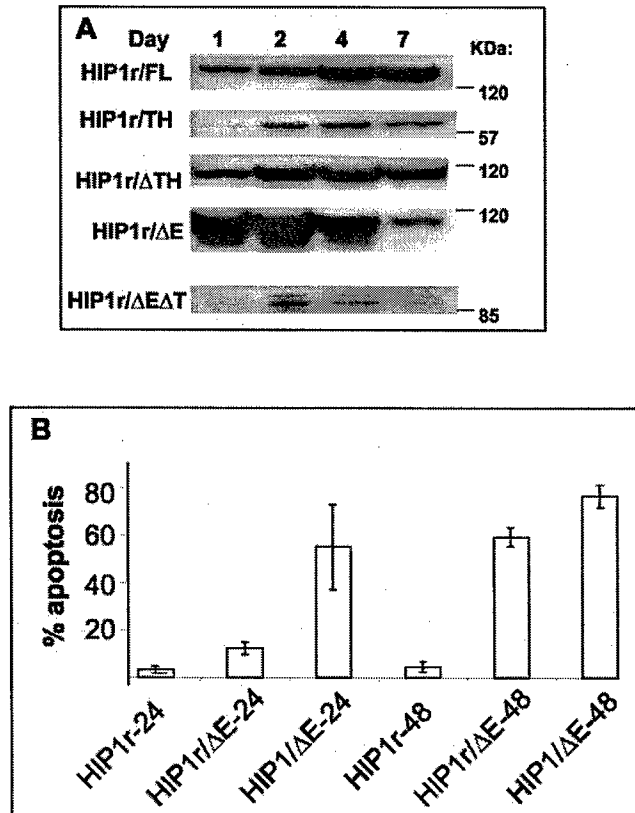 A
Day 1 2 4 7 KDa:
HIP1r/FL
120
HIP1r/TH
57
HIP1r/ΔTH
120
HIP1r/ΔE
120
HIP1r/ΔEΔT
85
B
% apoptosis
80
60
40
20
HIP1r-24
HIP1r/ΔE-24
HIP1/ΔE-24
HIP1r-48
HIP1r/ΔE-48
HIP1/ΔE-48